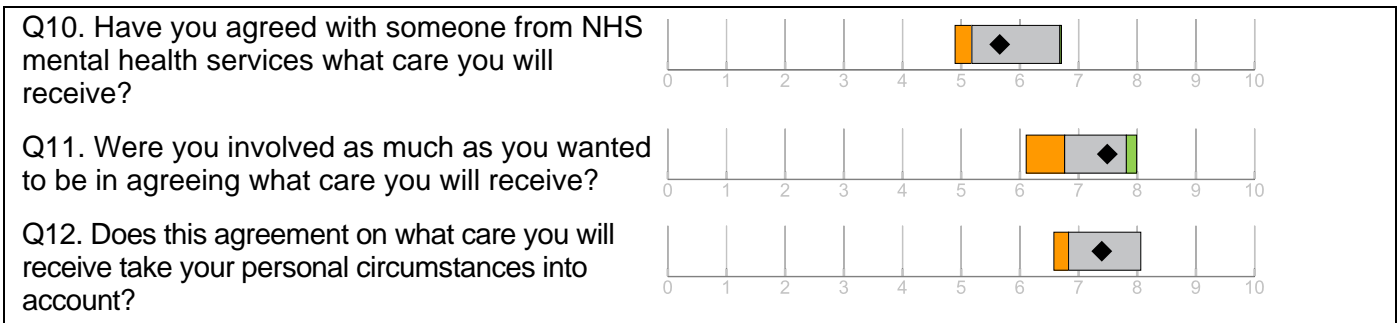 Q10. Have you agreed with someone from NHS
mental health services what care you will
receive?
0 1 2 3 4 5 6 7 8 9 10
Q11. Were you involved as much as you wanted
to be in agreeing what care you will receive?
0 1 2 3 4 5 6 7 8 9 10
Q12. Does this agreement on what care you will
receive take your personal circumstances into
account?
0 1 2 3 4 5 6 7 8 9 10